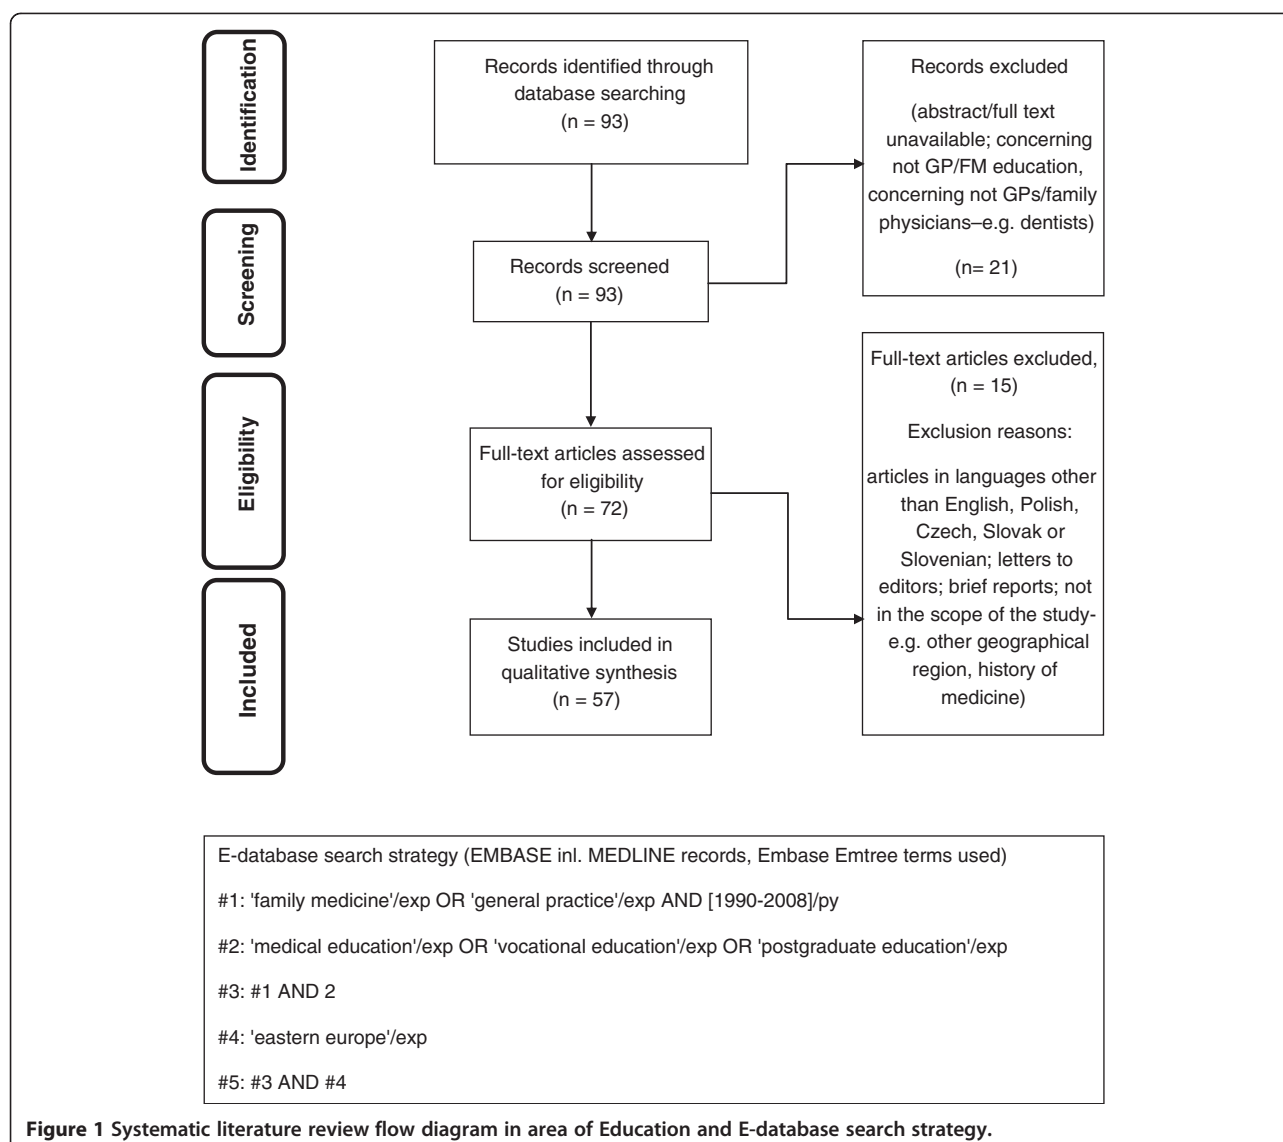 Identification
Records identified through
database searching
(n = 93)
Records excluded
(abstract/full text
unavailable; concerning
not GP/FM education,
concerning not GPs/family
physicians–e.g. dentists)
(n= 21)
Screening
Records screened
(n = 93)
Eligibility
Full-text articles assessed
for eligibility
(n = 72)
Full-text articles excluded,
(n = 15)
Exclusion reasons:
articles in languages other
than English, Polish,
Czech, Slovak or
Slovenian; letters to
editors; brief reports; not
in the scope of the study-
e.g. other geographical
region, history of
medicine)
Included
Studies included in
qualitative synthesis
(n = 57)
E-database search strategy (EMBASE inl. MEDLINE records, Embase Emtree terms used)
#1: 'family medicine'/exp OR 'general practice'/exp AND [1990-2008]/py
#2: 'medical education'/exp OR 'vocational education'/exp OR 'postgraduate education'/exp
#3: #1 AND 2
#4: 'eastern europe'/exp
#5: #3 AND #4
Figure 1 Systematic literature review flow diagram in area of Education and E-database search strategy.